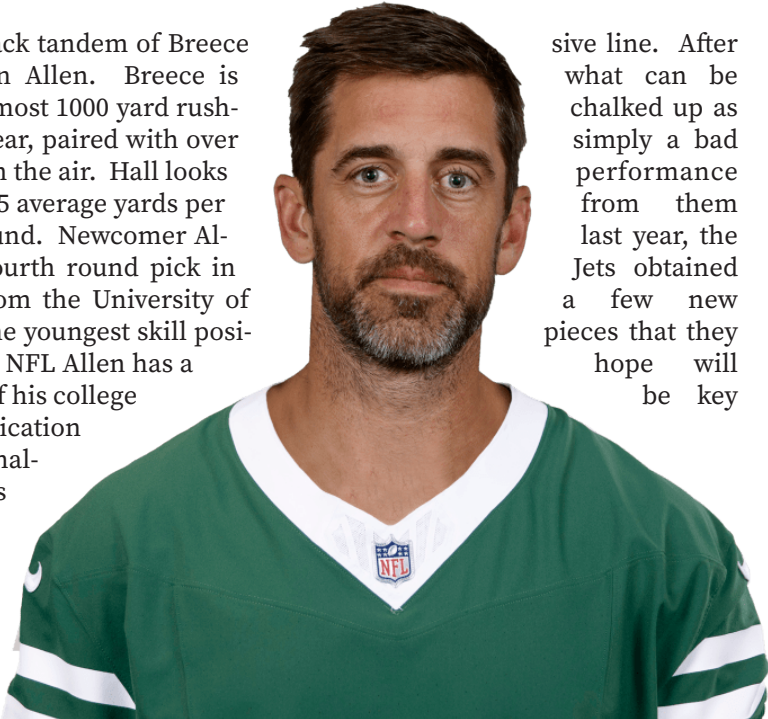 ack tandem of Breece
n Allen. Breece is
most 1000 yard rush-
ear, paired with over
n the air. Hall looks
5 average yards per
und. Newcomer Al-
ourth round pick in
om the University of
ne youngest skill posi-
NFL Allen has a
f his college
ication
nal-
s
sive line. After
what can be
chalked up as
simply a bad
performance
from them
last year, the
Jets obtained
a few new
pieces that they
hope will
be key
NFL